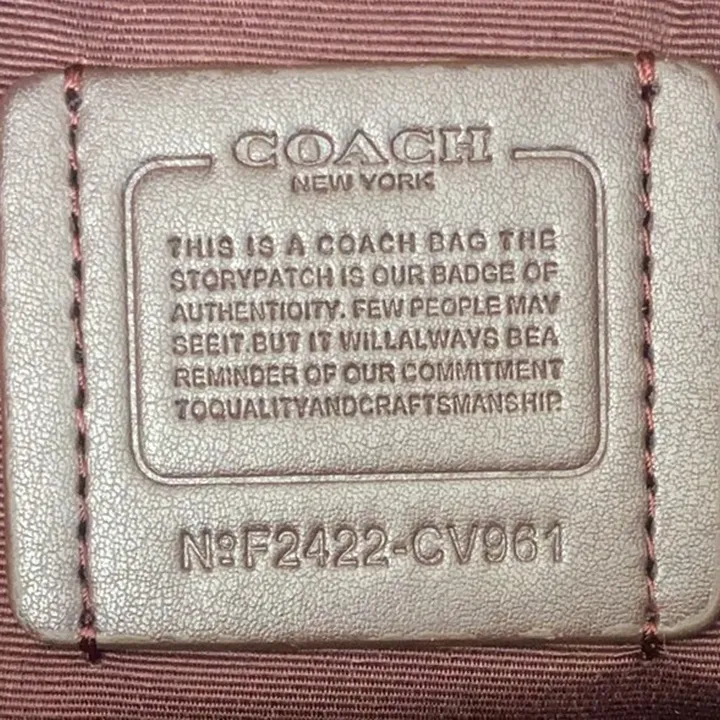 COACH
NEW YORK
THIS IS A COACH BAG THE
STORYPATCH IS OUR BADGE OF
AUTHENTIOITY. FEW PEOPLE MAY
SEEIT.BUT IT WiLLALWAYS BEA
REMINDER OF OUR COMMITMENT
TOQUALITYANDCRAFTSMANSHIP.
NºF2422-CV961